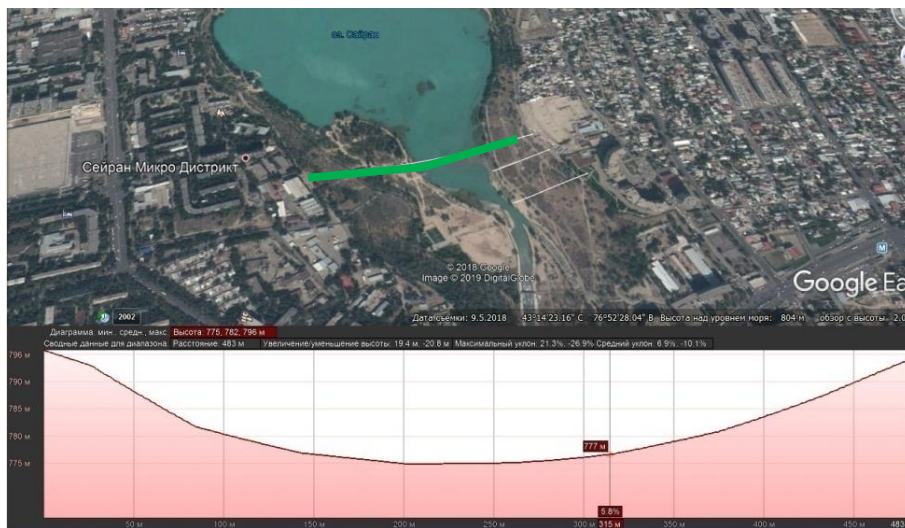 оз. Сайран
Сейран Микро Дистрикт
© 2018 Google
Image © 2019 DigitalGlobe
Google Ea
2002
Дата съемки: 9.5.2018 43°14'23.16" С 76°52'28.04" В Высота над уровнем моря: 804 м обзор с высоты 2.0
Диаграмма: мин., средн., макс. Высота: 775, 782, 796 м
Сводные данные для диапазона: Расстояние: 483 м Увеличение/уменьшение высоты: 19.4 м, -20.8 м Максимальный уклон: 21.3%, -26.9% Средний уклон: 6.9%, -10.1%
796 м
790 м
785 м
780 м
775 м
777 м
5.8%
50 м 100 м 150 м 200 м 250 м 300 м 315 м 350 м 400 м 450 м 483